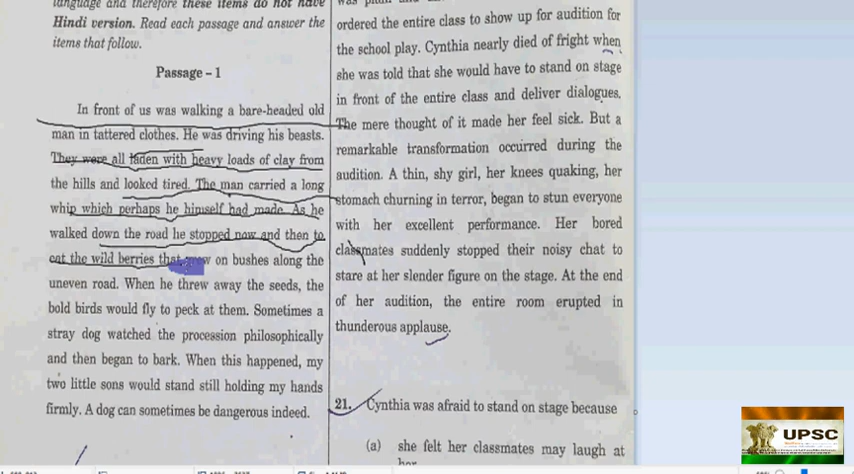 language and therefore these items do not have
Hindi version. Read each passage and answer the
items that follow.
Passage – 1
In front of us was walking a bare-headed old
man in tattered clothes. He was driving his beasts.
They were all laden with heavy loads of clay from
the hills and looked tired. The man carried a long
whip which perhaps he himself had made. As he
walked down the road he stopped now and then to
eat the wild berries that grew on bushes along the
uneven road. When he threw away the seeds, the
bold birds would fly to peck at them. Sometimes a
stray dog watched the procession philosophically
and then began to bark. When this happened, my
two little sons would stand still holding my hands
firmly. A dog can sometimes be dangerous indeed.
ordered the entire class to show up for audition for
the school play. Cynthia nearly died of fright when
she was told that she would have to stand on stage
in front of the entire class and deliver dialogues.
The mere thought of it made her feel sick. But a
remarkable transformation occurred during the
audition. A thin, shy girl, her knees quaking, her
stomach churning in terror, began to stun everyone
with her excellent performance. Her bored
classmates suddenly stopped their noisy chat to
stare at her slender figure on the stage. At the end
of her audition, the entire room erupted in
thunderous applause.
21. Cynthia was afraid to stand on stage because
(a) she felt her classmates may laugh at
her
UPSC